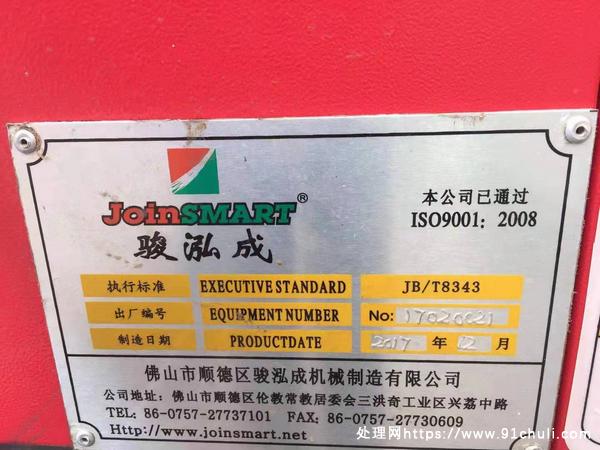 JoinSMART®
骏泓成
本公司已通过
ISO9001: 2008
执行标准 EXECUTIVE STANDARD JB/T8343
出厂编号 EQUIPMENT NUMBER No: 17020021
制造日期 PRODUCTDATE 2017 年 12 月
佛山市顺德区骏泓成机械制造有限公司
公司地址: 佛山市顺德区伦教常教居委会三洪奇工业区兴荔中路
TEL: 86-0757-27737101 FAX: 86-0757-27730609
Http://www.joinsmart.net
处理网https://www.91chuli.com